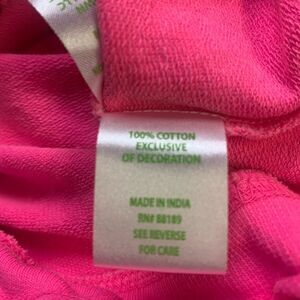 100% COTTON
EXCLUSIVE
OF DECORATION
MADE IN INDIA
RN# 88189
SEE REVERSE
FOR CARE